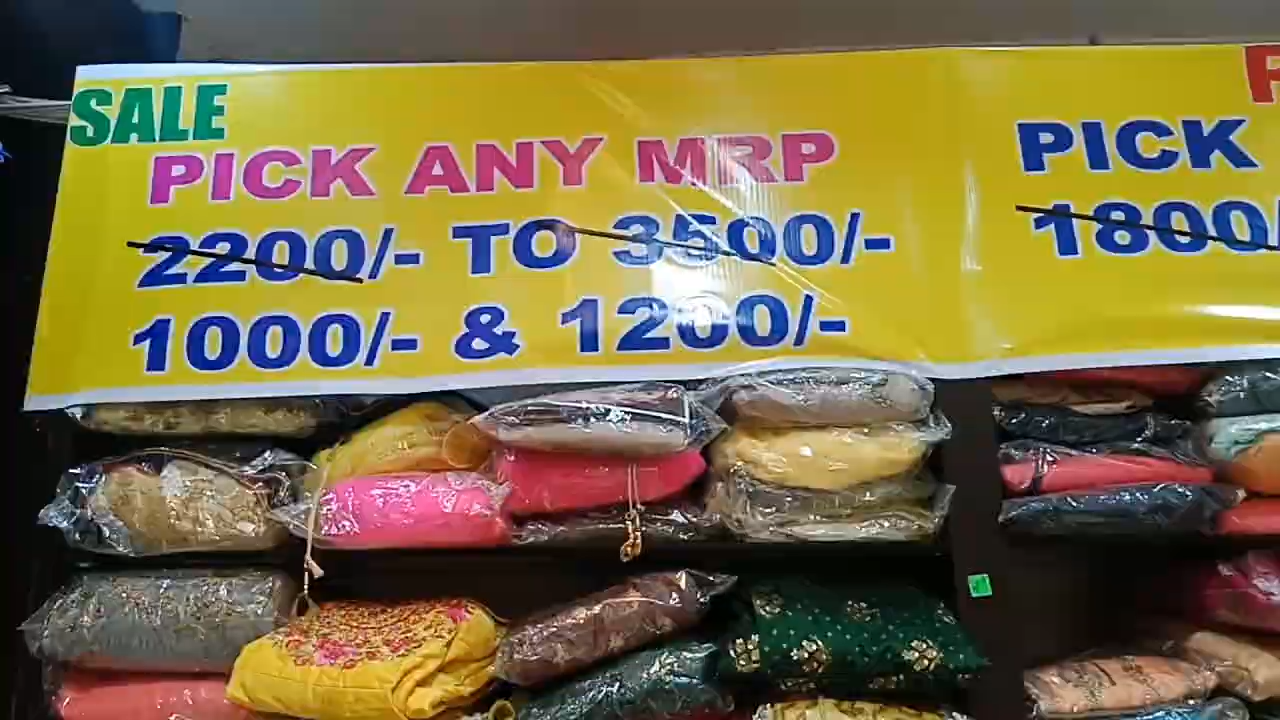 SALE
PICK ANY MRP
2200/- TO 3500/-
1000/- & 1200/-
PICK
1800/